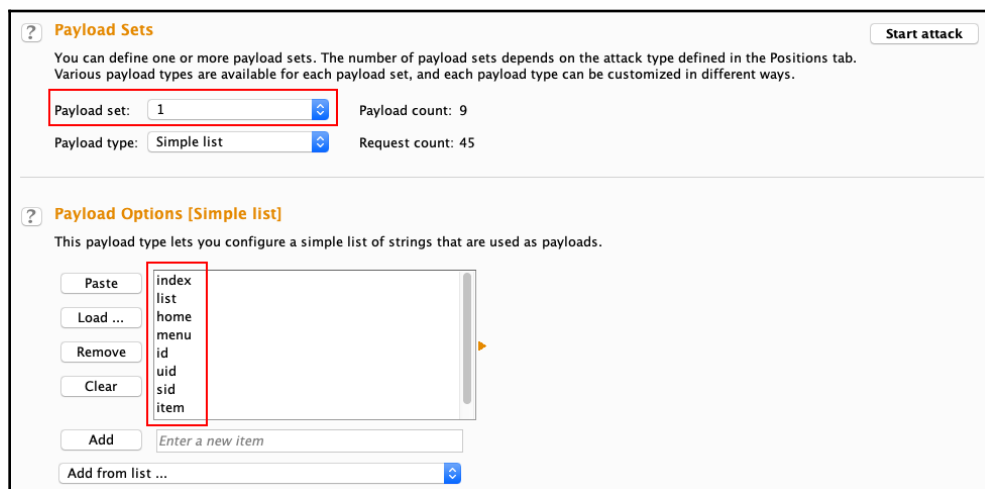 Payload Sets
Start attack
You can define one or more payload sets. The number of payload sets depends on the attack type defined in the Positions tab.
Various payload types are available for each payload set, and each payload type can be customized in different ways.
Payload set: 1 Payload count: 9
Payload type: Simple list Request count: 45
Payload Options [Simple list]
This payload type lets you configure a simple list of strings that are used as payloads.
Paste
Load ...
Remove
Clear
index
list
home
menu
id
uid
sid
item
Add Enter a new item
Add from list ...